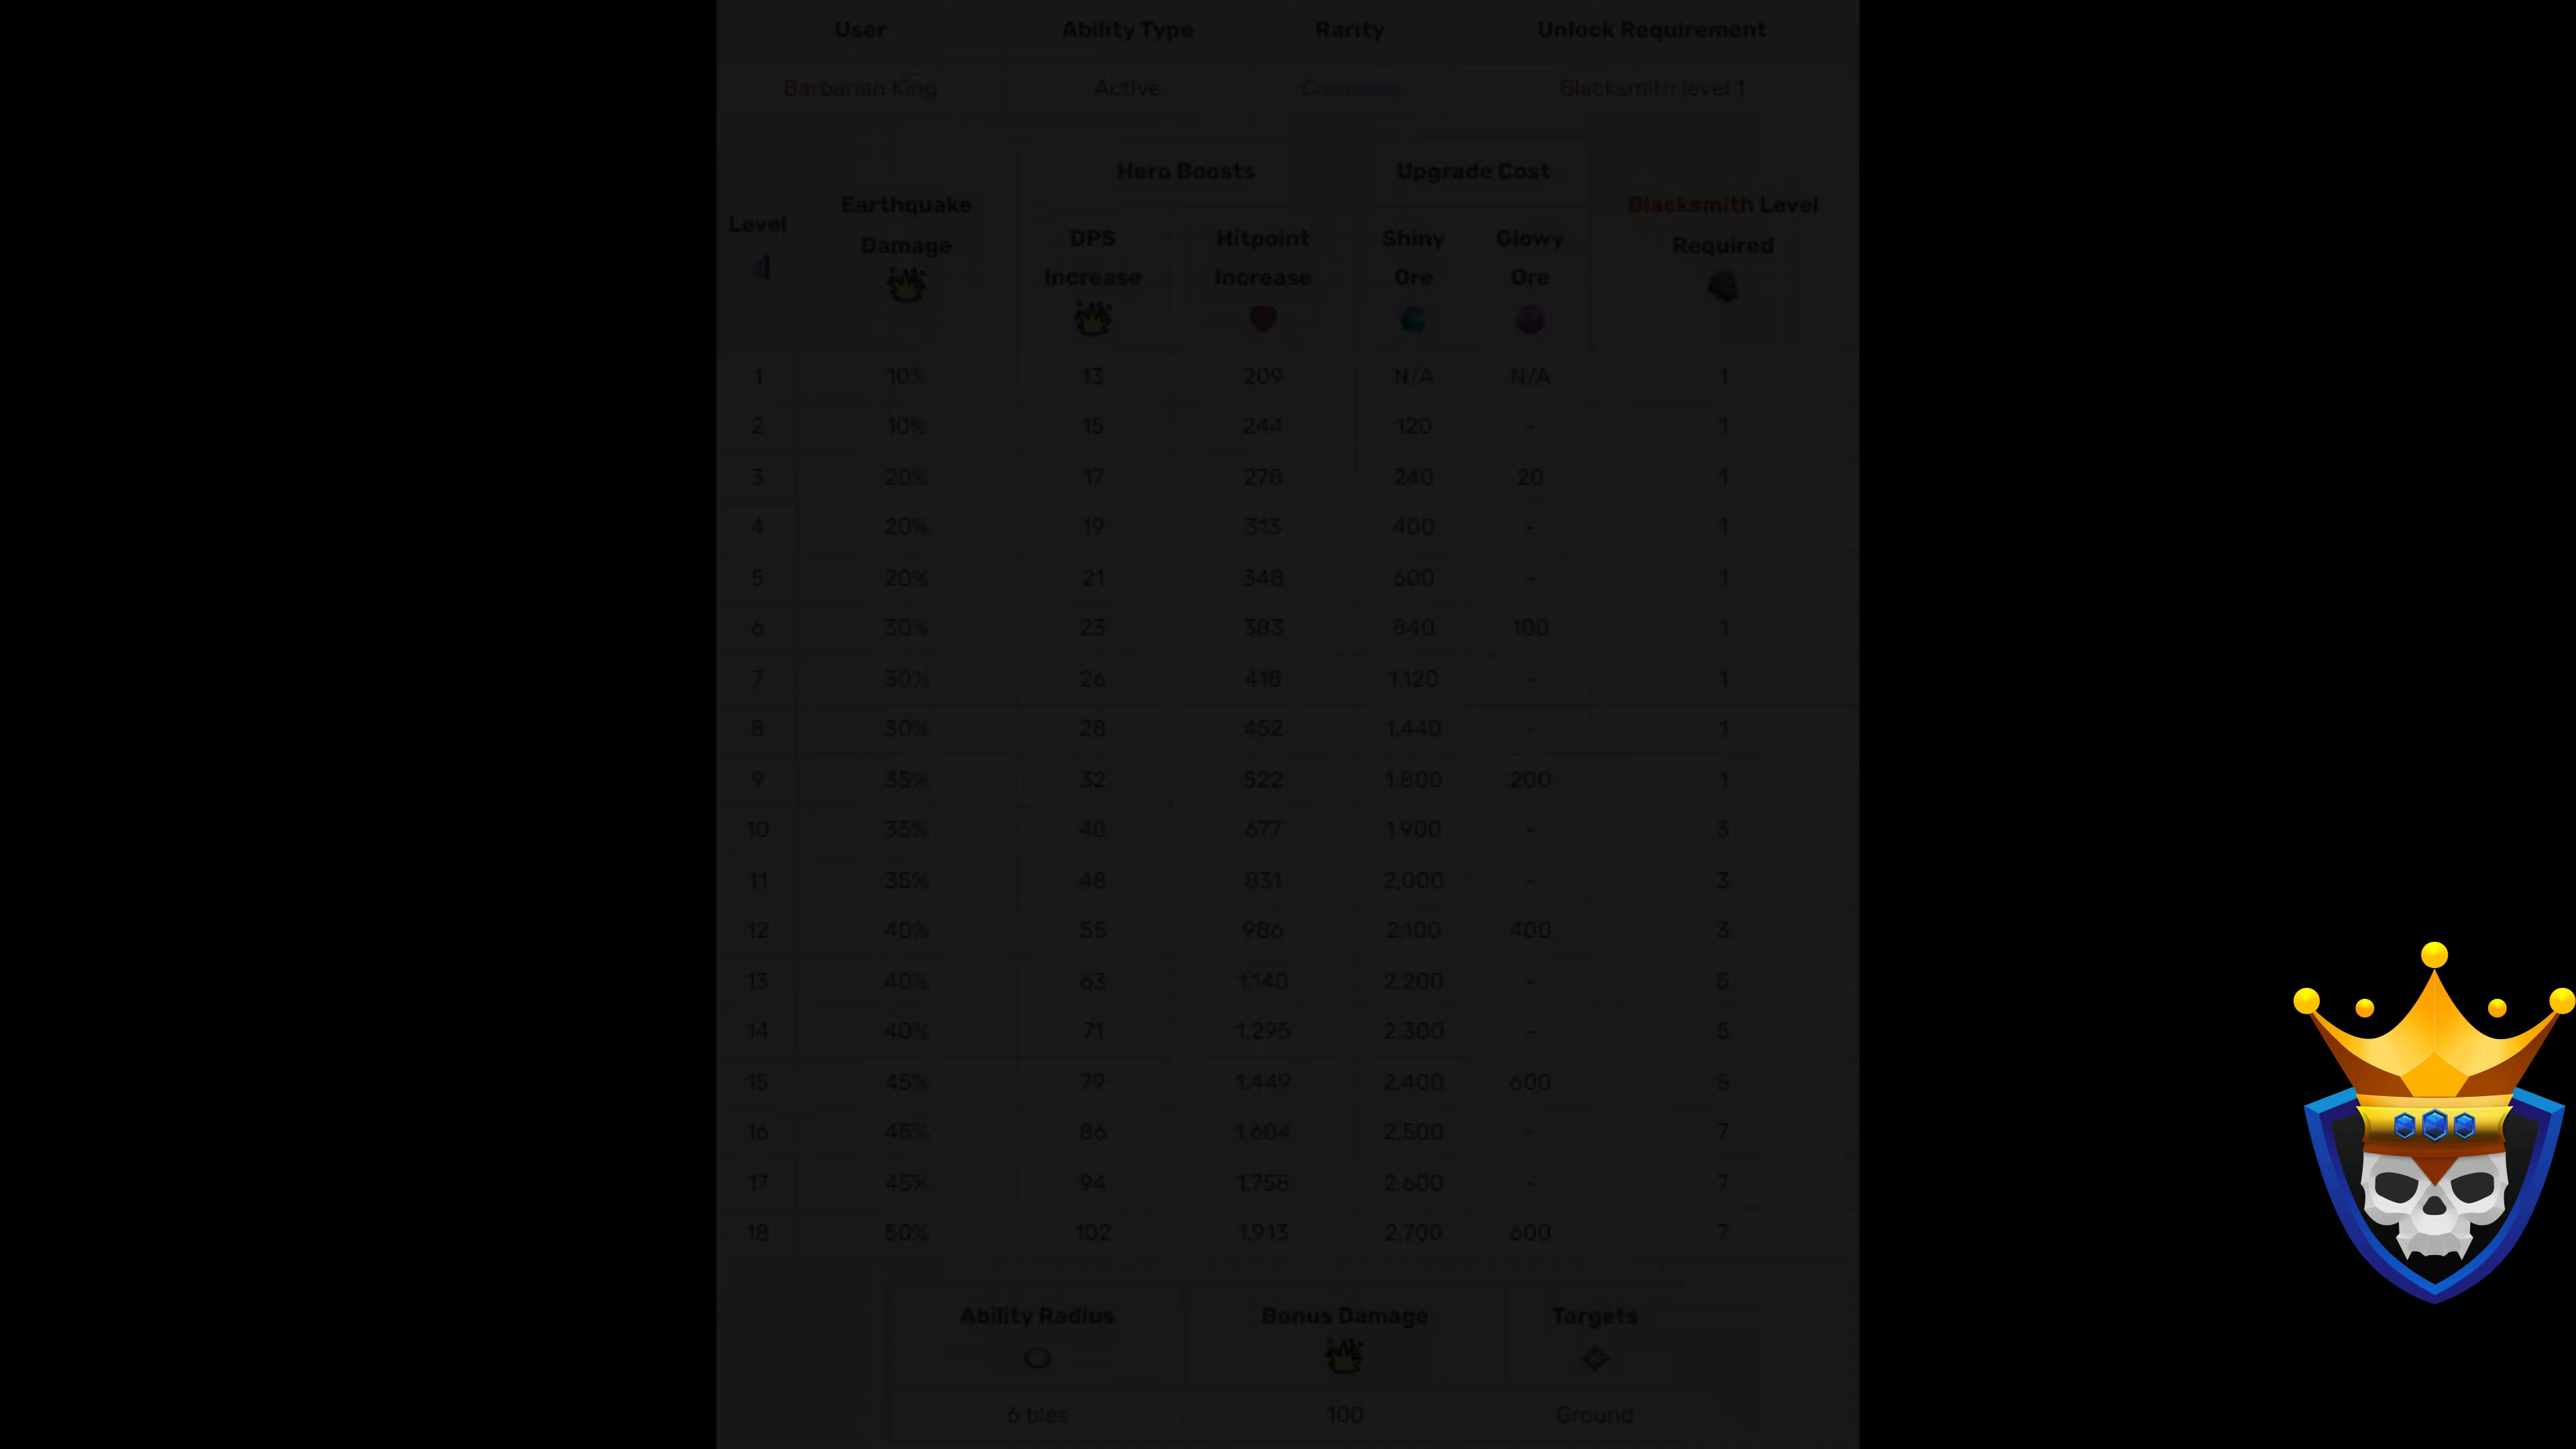 User Ability Type Rarity Unlock Requirement
Barbarian King Active Common Blacksmith level 1
Hero Boosts Upgrade Cost
Level Earthquake Damage DPS Increase Hitpoint Increase Shiny Ore Glowy Ore Blacksmith Level Required
1 10% 13 209 N/A N/A 1
2 10% 15 244 120 - 1
3 20% 17 278 240 20 1
4 20% 19 313 400 - 1
5 20% 21 348 600 - 1
6 30% 23 383 840 100 1
7 30% 26 418 1,120 - 1
8 30% 28 452 1,440 - 1
9 35% 32 522 1,800 200 1
10 35% 40 677 1,900 - 3
11 35% 48 831 2,000 - 3
12 40% 55 986 2,100 400 3
13 40% 63 1,140 2,200 - 5
14 40% 71 1,295 2,300 - 5
15 45% 79 1,449 2,400 600 5
16 45% 86 1,604 2,500 - 7
17 45% 94 1,758 2,600 - 7
18 50% 102 1,913 2,700 600 7
Ability Radius Bonus Damage Targets
6 tiles 100 Ground